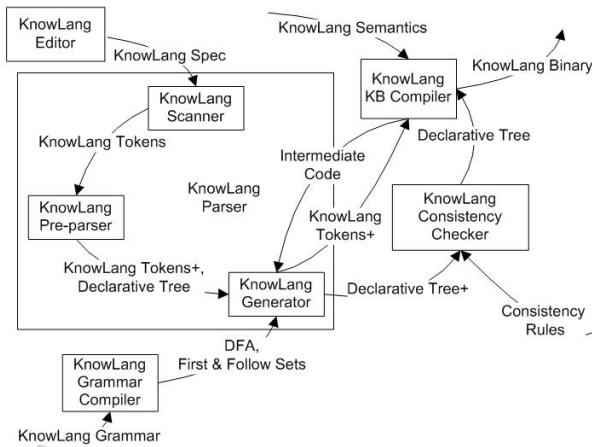 KnowLang
Editor
KnowLang Spec
KnowLang Semantics
KnowLang
KB Compiler
KnowLang Binary
KnowLang
Scanner
KnowLang Tokens
Intermediate
Code
Declarative Tree
KnowLang
Parser
KnowLang
Pre-parser
KnowLang
Tokens+
KnowLang
Consistency
Checker
KnowLang Tokens+,
Declarative Tree
KnowLang
Generator
Declarative Tree+
Consistency
Rules
DFA,
First & Follow Sets
KnowLang
Grammar
Compiler
KnowLang Grammar